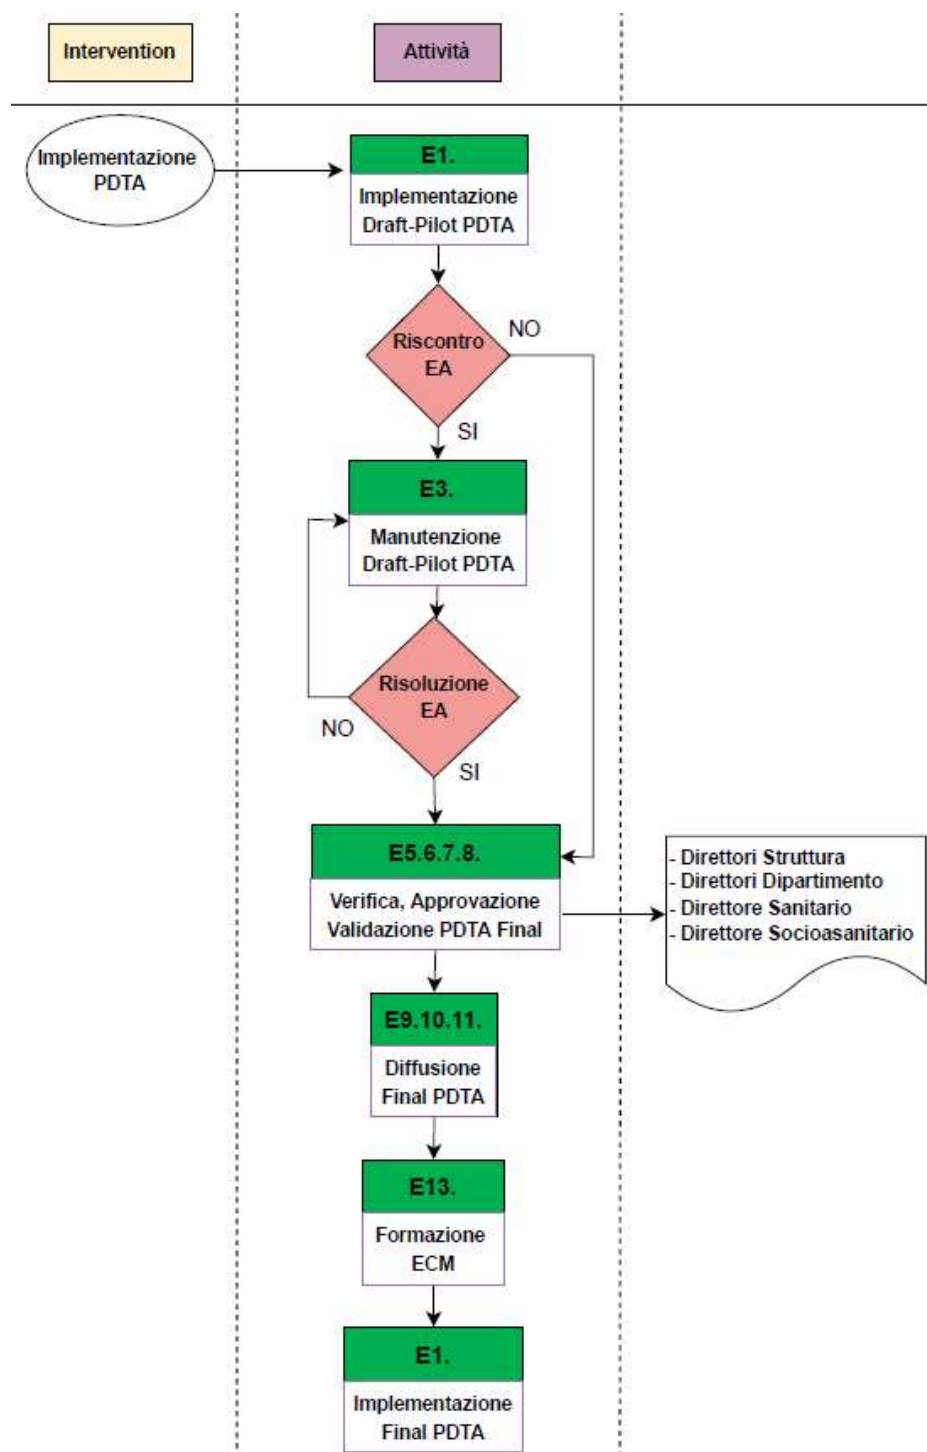 Intervention
Attività
Implementazione
PDTA
E1.
Implementazione
Draft-Pilot PDTA
Riscontro
EA
NO
SI
E3.
Manutenzione
Draft-Pilot PDTA
Risoluzione
EA
NO
SI
E5.6.7.8.
Verifica, Approvazione
Validazione PDTA Final
- Direttori Struttura
- Direttori Dipartimento
- Direttore Sanitario
- Direttore Socioasanitario
E9.10.11.
Diffusione
Final PDTA
E13.
Formazione
ECM
E1.
Implementazione
Final PDTA